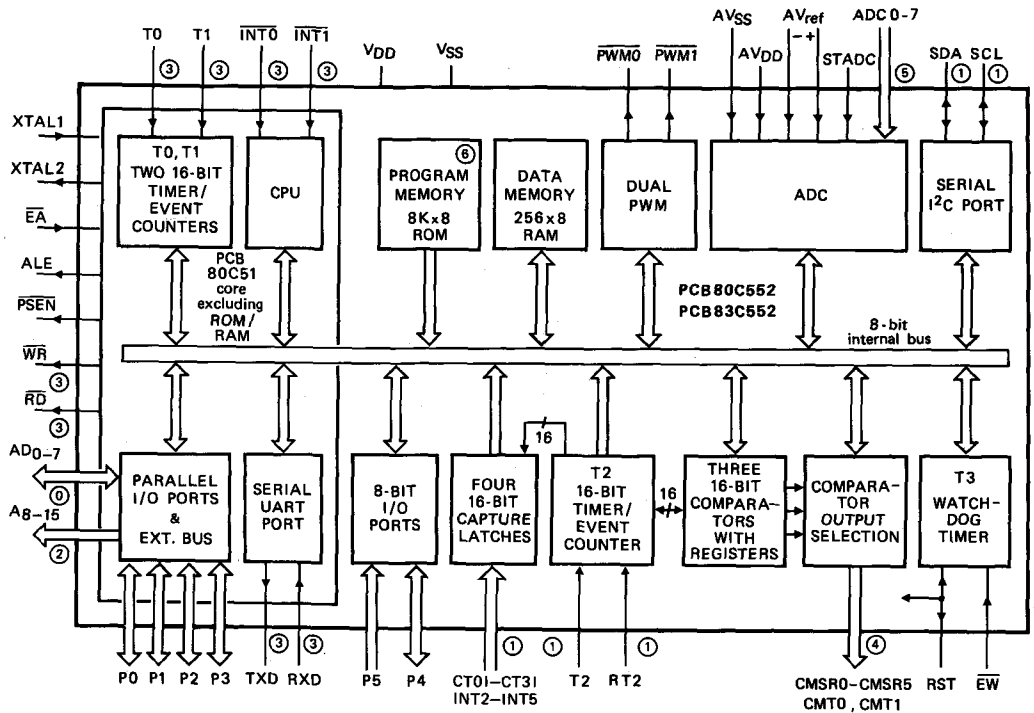 T0 T1 INT0 INT1 VDD VSS PWM0 PWM1 AVSS AVDD AVref -+ STADC ADC0-7 SDA SCL
③ ③ ③ ③ ⑤ ① ①
XTAL1
XTAL2
EA
ALE
PSEN
WR
③
RD
③
AD0-7
⓪
A8-15
②
T0, T1
TWO 16-BIT
TIMER/
EVENT
COUNTERS
CPU
⑥
PROGRAM
MEMORY
8Kx8
ROM
DATA
MEMORY
256x8
RAM
DUAL
PWM
ADC
SERIAL
I²C PORT
PCB
80C51
core
excluding
ROM/
RAM
PCB80C552
PCB83C552
8-bit
internal bus
PARALLEL
I/O PORTS
&
EXT. BUS
SERIAL
UART
PORT
8-BIT
I/O
PORTS
FOUR
16-BIT
CAPTURE
LATCHES
16
T2
16-BIT
TIMER/
EVENT
COUNTER
16
THREE
16-BIT
COMPARA-
TORS
WITH
REGISTERS
COMPARA-
TOR
OUTPUT
SELECTION
T3
WATCH-
DOG
TIMER
③ ③ ① ① ① ④
P0 P1 P2 P3 TXD RXD P5 P4 CT0I-CT3I
INT2-INT5
T2 RT2 CMSR0-CMSR5
CMT0, CMT1
RST EW